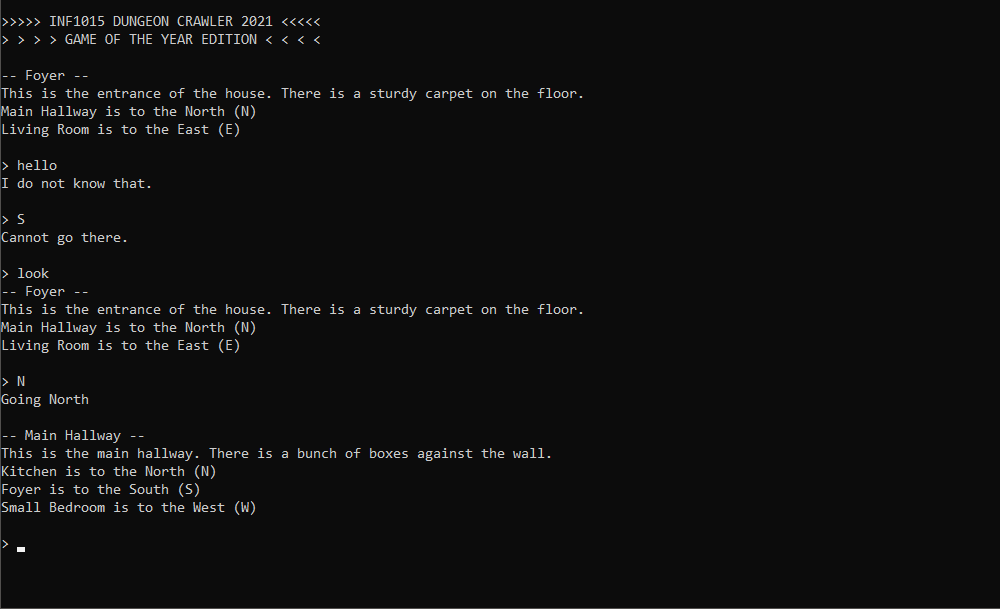 >>>>> INF1015 DUNGEON CRAWLER 2021 <<<<<
> > > > GAME OF THE YEAR EDITION < < < <
-- Foyer --
This is the entrance of the house. There is a sturdy carpet on the floor.
Main Hallway is to the North (N)
Living Room is to the East (E)
> hello
I do not know that.
> S
Cannot go there.
> look
-- Foyer --
This is the entrance of the house. There is a sturdy carpet on the floor.
Main Hallway is to the North (N)
Living Room is to the East (E)
> N
Going North
-- Main Hallway --
This is the main hallway. There is a bunch of boxes against the wall.
Kitchen is to the North (N)
Foyer is to the South (S)
Small Bedroom is to the West (W)
>